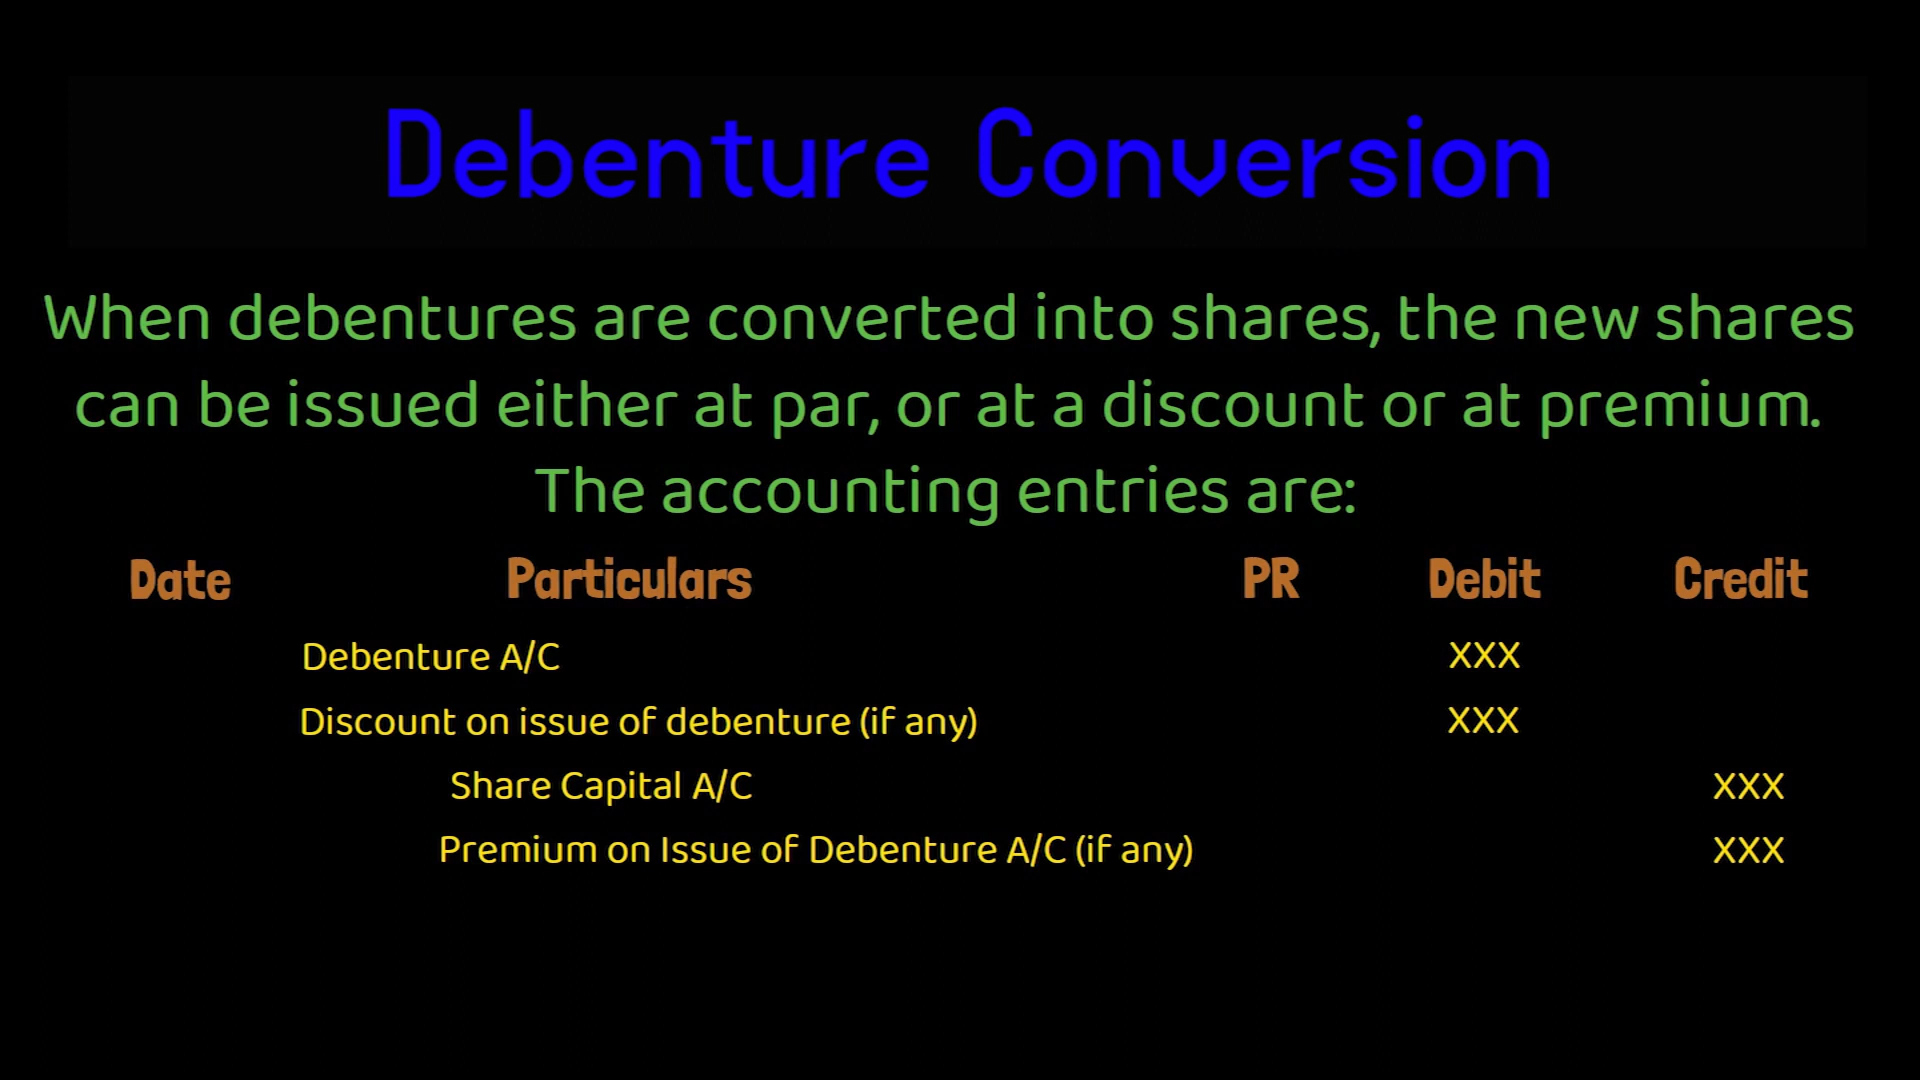 Debenture Conversion
When debentures are converted into shares, the new shares
can be issued either at par, or at a discount or at premium.
The accounting entries are:
Date Particulars PR Debit Credit
Debenture A/C XXX
Discount on issue of debenture (if any) XXX
Share Capital A/C XXX
Premium on Issue of Debenture A/C (if any) XXX